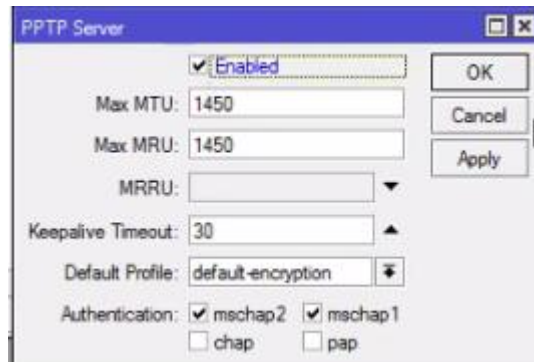 PPTP Server
Enabled
OK
Max MTU: 1450
Cancel
Max MRU: 1450
Apply
MRRU:
Keepalive Timeout: 30
Default Profile: default-encryption
Authentication: mschap2 mschap1
chap pap